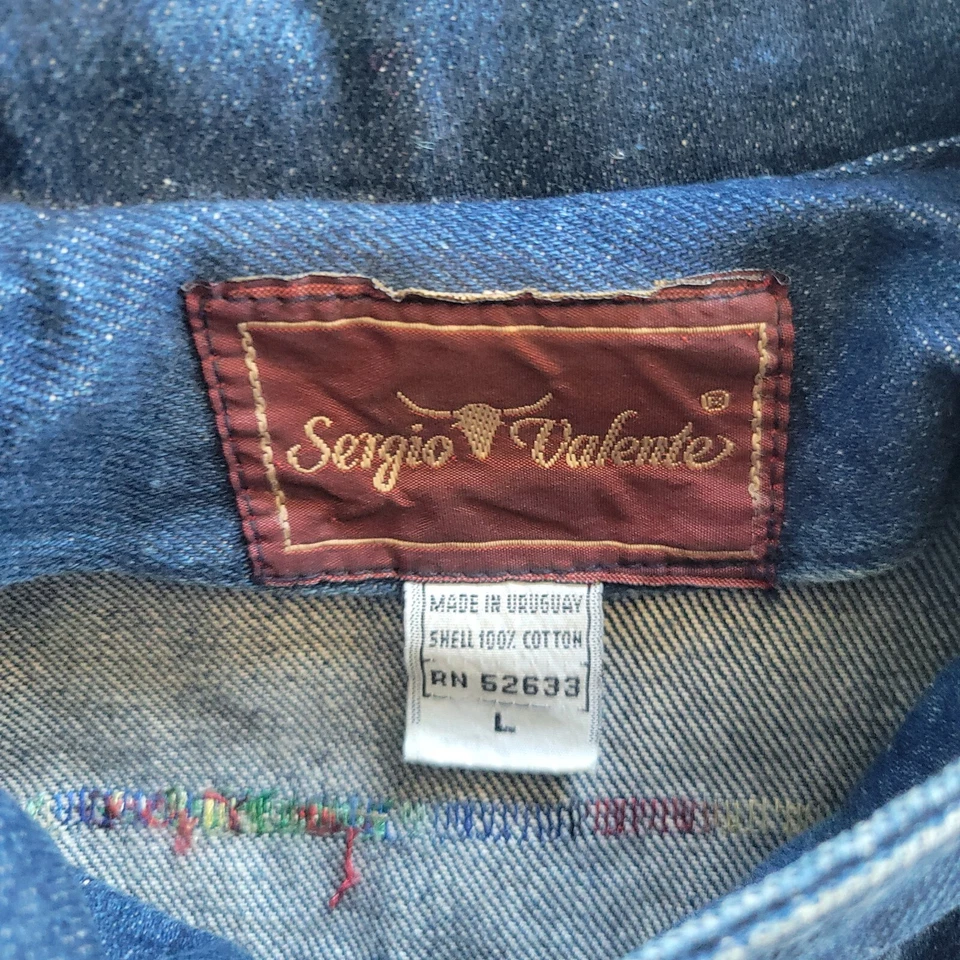 Sergio Valente ®
MADE IN URUGUAY
SHELL 100% COTTON
RN 52633
L